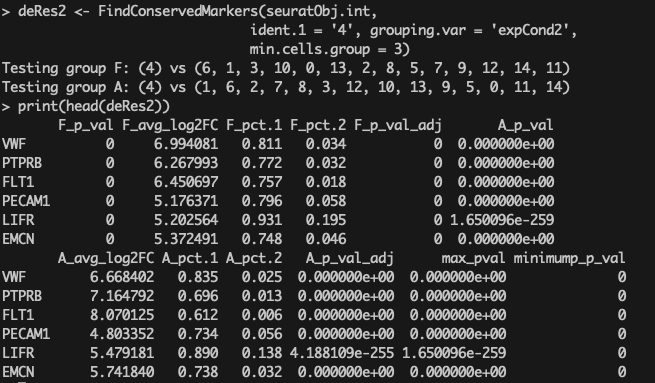 > deRes2 <- FindConservedMarkers(seuratObj.int,
                               ident.1 = '4', grouping.var = 'expCond2',
                               min.cells.group = 3)
Testing group F: (4) vs (6, 1, 3, 10, 0, 13, 2, 8, 5, 7, 9, 12, 14, 11)
Testing group A: (4) vs (1, 6, 2, 7, 8, 3, 12, 10, 13, 9, 5, 0, 11, 14)
> print(head(deRes2))
       F_p_val F_avg_log2FC F_pct.1 F_pct.2 F_p_val_adj       A_p_val
VWF          0     6.994081   0.811   0.034           0  0.000000e+00
PTPRB        0     6.267993   0.772   0.032           0  0.000000e+00
FLT1         0     6.450697   0.757   0.018           0  0.000000e+00
PECAM1       0     5.176371   0.796   0.058           0  0.000000e+00
LIFR         0     5.202564   0.931   0.195           0 1.650096e-259
EMCN         0     5.372491   0.748   0.046           0  0.000000e+00
       A_avg_log2FC A_pct.1 A_pct.2   A_p_val_adj      max_pval minimump_p_val
VWF        6.668402   0.835   0.025  0.000000e+00  0.000000e+00              0
PTPRB      7.164792   0.696   0.013  0.000000e+00  0.000000e+00              0
FLT1       8.070125   0.612   0.006  0.000000e+00  0.000000e+00              0
PECAM1     4.803352   0.734   0.056  0.000000e+00  0.000000e+00              0
LIFR       5.479181   0.890   0.138 4.188109e-255 1.650096e-259              0
EMCN       5.741840   0.738   0.032  0.000000e+00  0.000000e+00              0